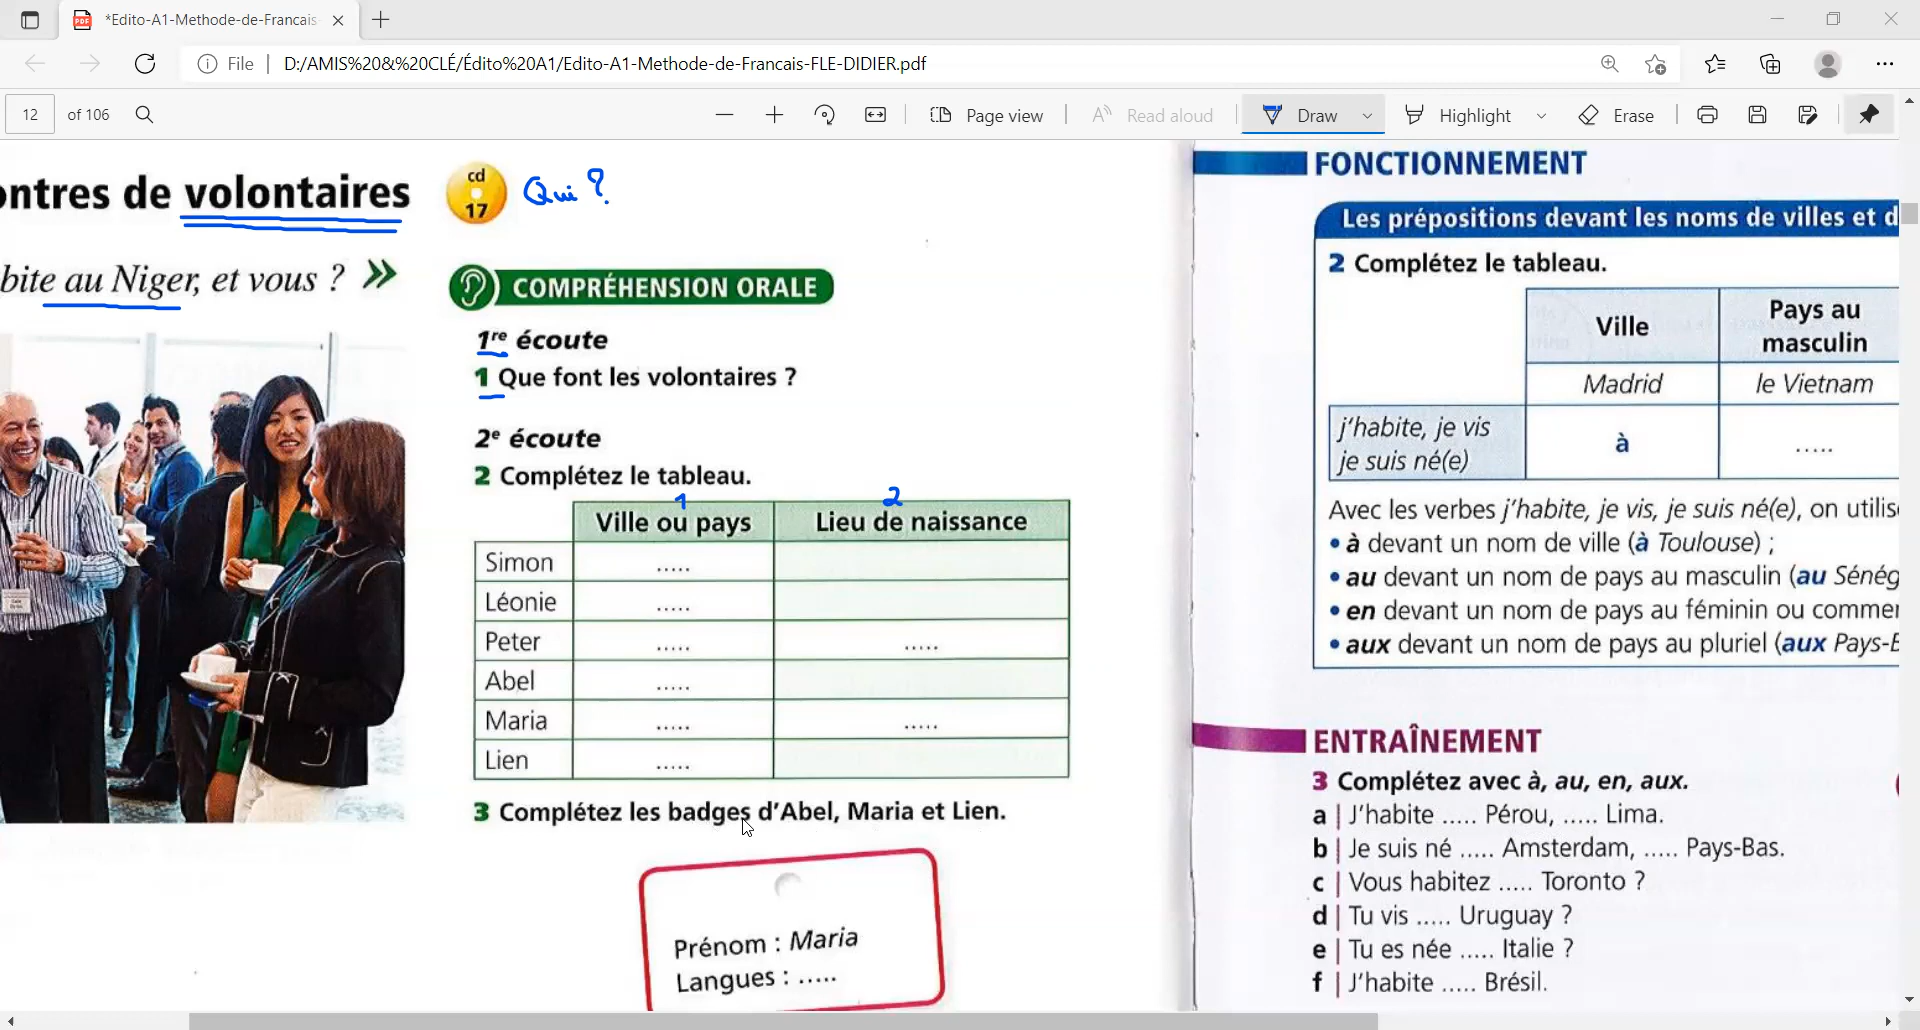 *Edito-A1-Methode-de-Francais-
File
D:/AMIS%20&%20CLÉ/Édito%20A1/Edito-A1-Methode-de-Francais-FLE-DIDIER.pdf
12 of 106
Page view
Read aloud
Draw
Highlight
Erase
ontres de volontaires
cd
17
Qui ?
bite au Niger, et vous ? »
COMPRÉHENSION ORALE
1re écoute
1 Que font les volontaires ?
2e écoute
2 Complétez le tableau.
1 2
Ville ou pays Lieu de naissance
Simon .....
Léonie .....
Peter ..... .....
Abel .....
Maria ..... .....
Lien .....
3 Complétez les badges d'Abel, Maria et Lien.
Prénom : Maria
Langues : .....
FONCTIONNEMENT
Les prépositions devant les noms de villes et d
2 Complétez le tableau.
Ville Pays au
masculin
Madrid le Vietnam
j'habite, je vis
je suis né(e)
à .....
Avec les verbes j'habite, je vis, je suis né(e), on utilis
• à devant un nom de ville (à Toulouse) ;
• au devant un nom de pays au masculin (au Sénég
• en devant un nom de pays au féminin ou commen
• aux devant un nom de pays au pluriel (aux Pays-B
ENTRAÎNEMENT
3 Complétez avec à, au, en, aux.
a | J'habite ..... Pérou, ..... Lima.
b | Je suis né ..... Amsterdam, ..... Pays-Bas.
c | Vous habitez ..... Toronto ?
d | Tu vis ..... Uruguay ?
e | Tu es née ..... Italie ?
f | J'habite ..... Brésil.